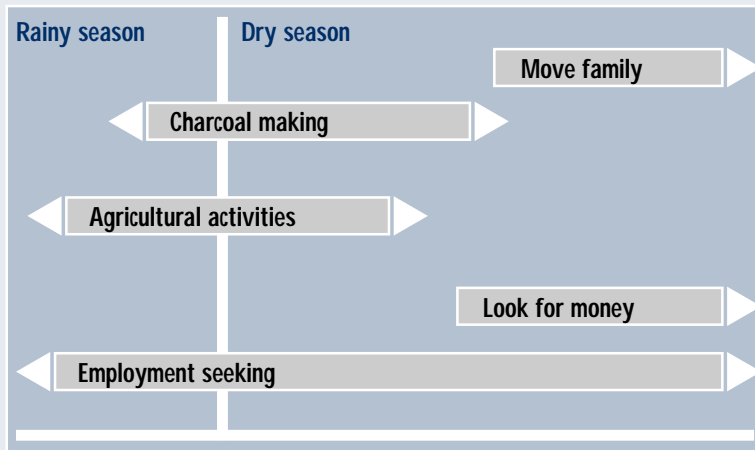 Rainy season
Dry season
Move family
Charcoal making
Agricultural activities
Look for money
Employment seeking